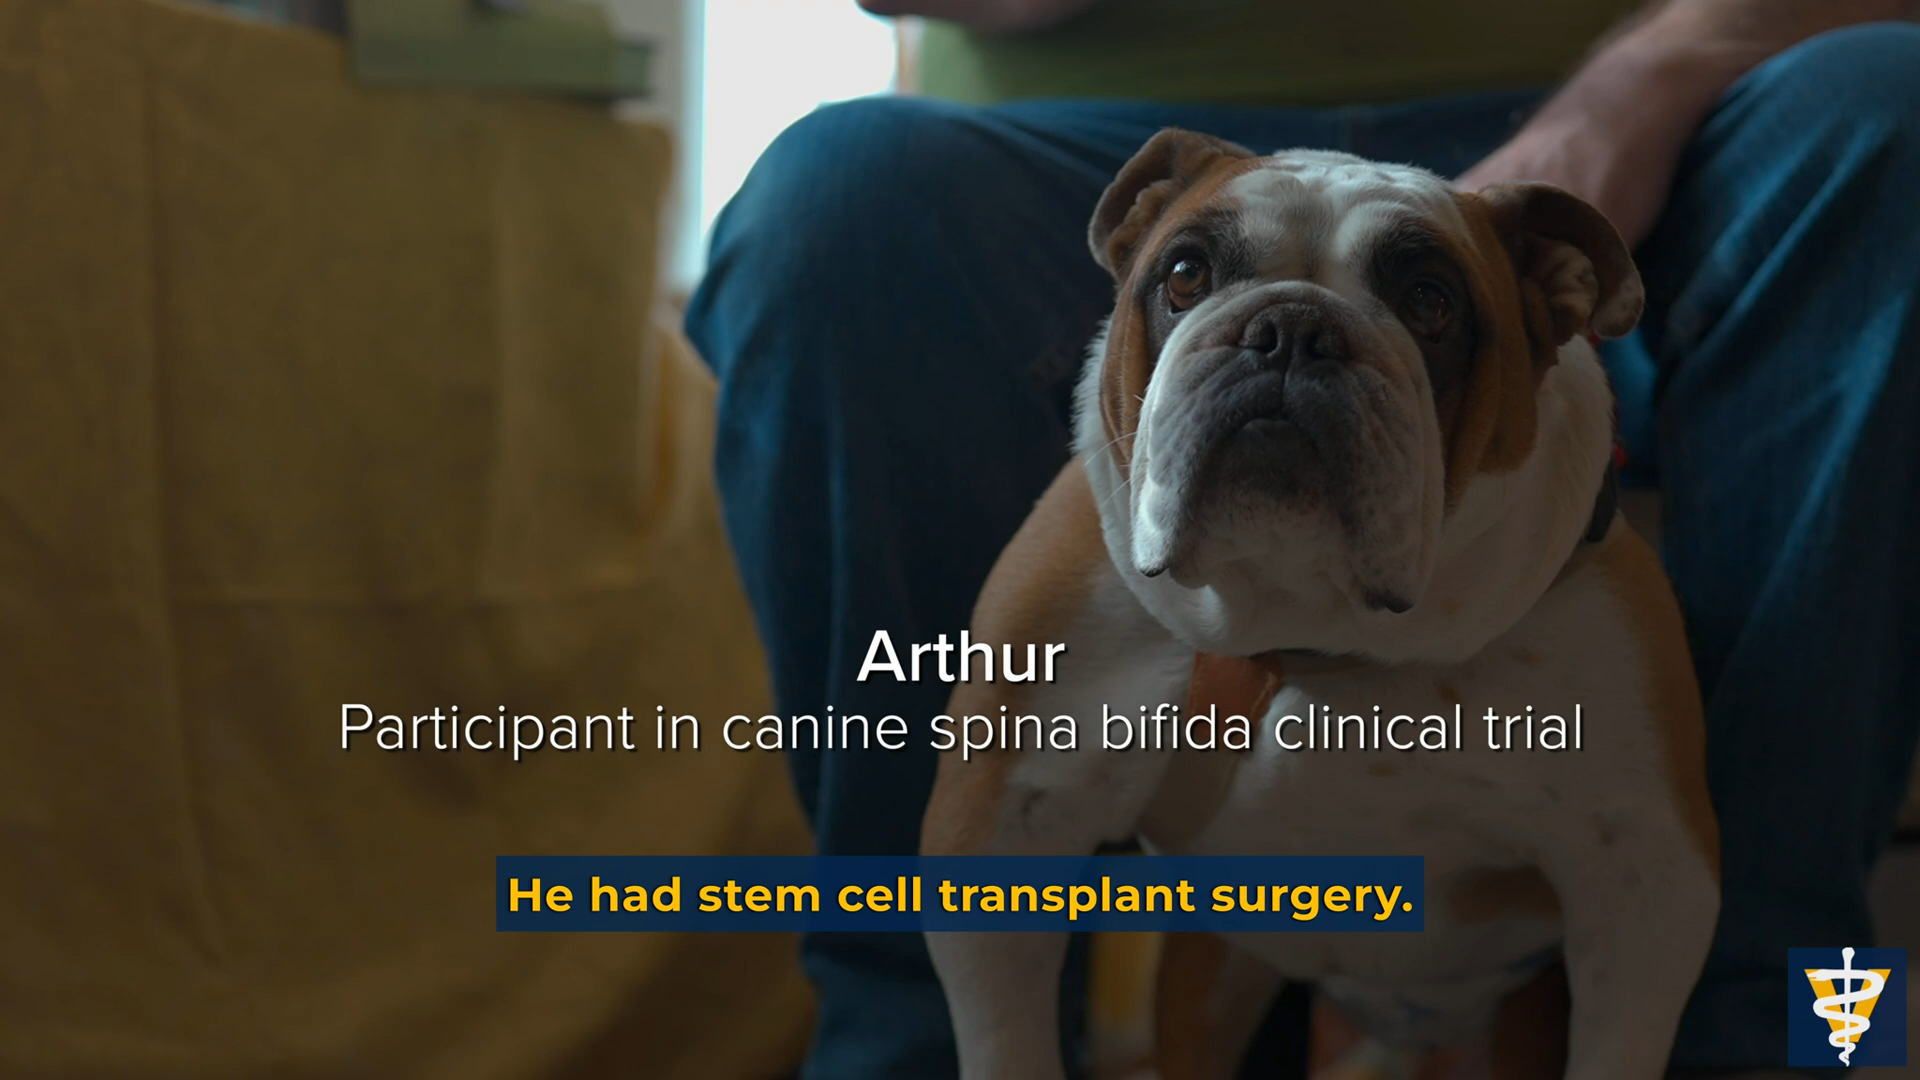 Arthur
Participant in canine spina bifida clinical trial
He had stem cell transplant surgery.